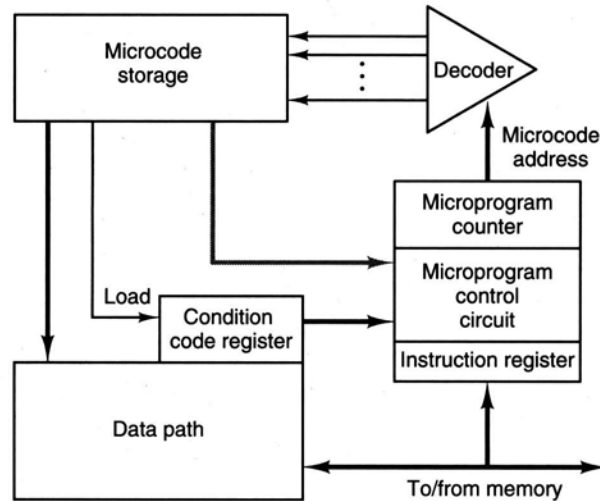 Microcode
storage
Decoder
Microcode
address
Microprogram
counter
Microprogram
control
circuit
Instruction register
Load
Condition
code register
Data path
To/from memory